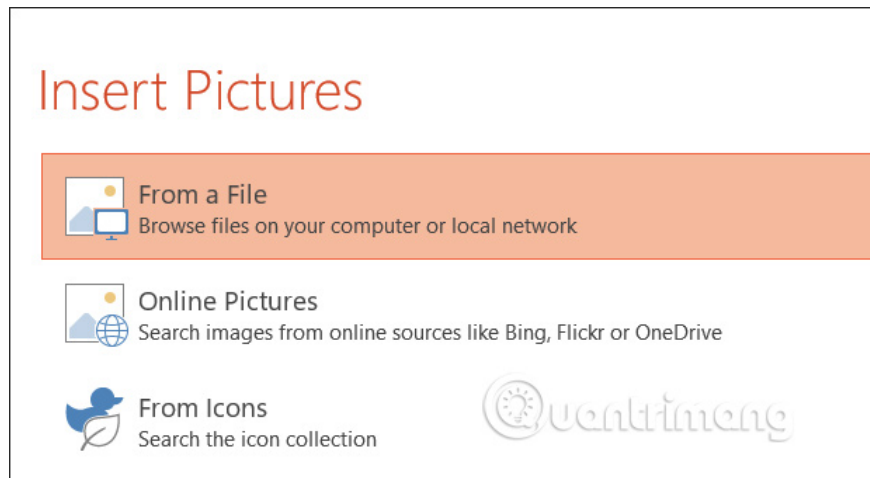 Insert Pictures
From a File
Browse files on your computer or local network
Online Pictures
Search images from online sources like Bing, Flickr or OneDrive
From Icons
Search the icon collection
Quantrimang